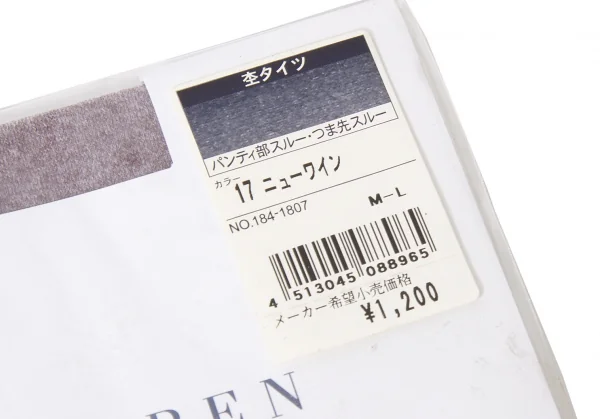 杢タイツ
パンティ部スルー・つま先スルー
カラー
17 ニューワイン
NO.184-1807
M-L
4 513045 088965
メーカー希望小売価格
¥1,200
REN